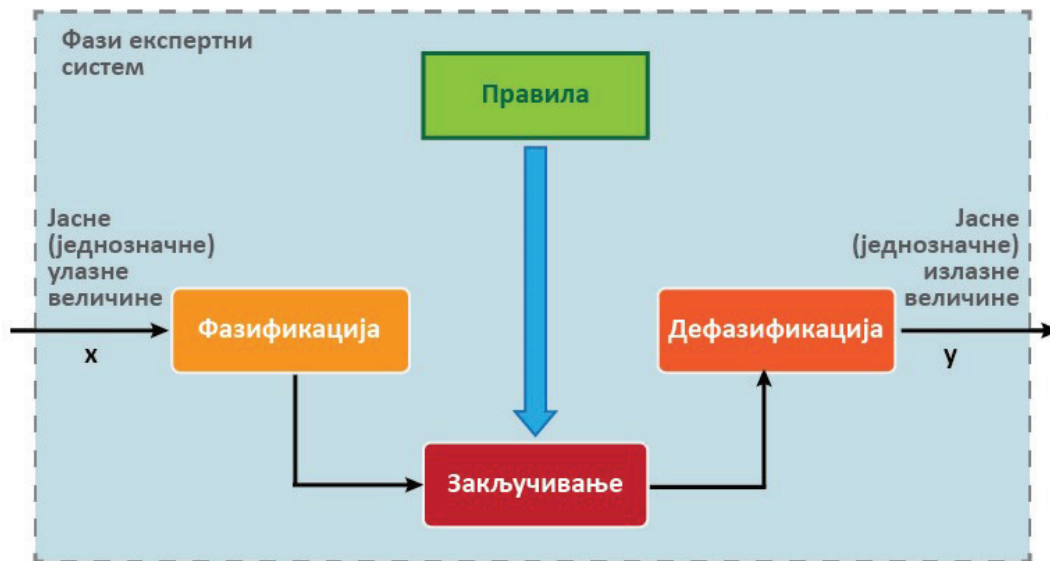 Фази експертни
систем
Правила
Јасне
(једнозначне)
улазне
величине
Јасне
(једнозначне)
излазне
величине
Фазификација
Дефазификација
x
y
Закључивање